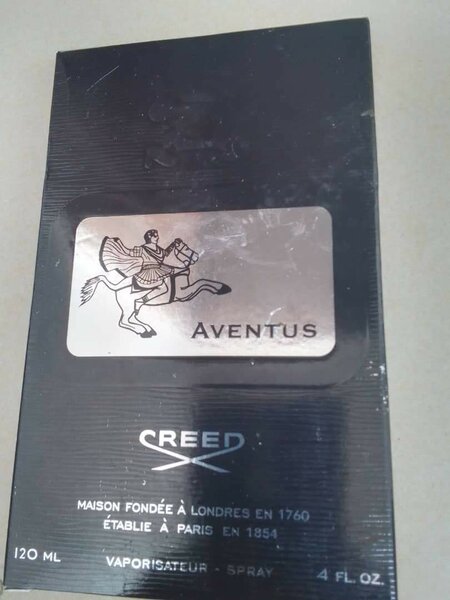 AVENTUS
CREED
MAISON FONDÉE À LONDRES EN 1760
ÉTABLIE À PARIS EN 1854
120 ML VAPORISATEUR - SPRAY 4 FL. OZ.